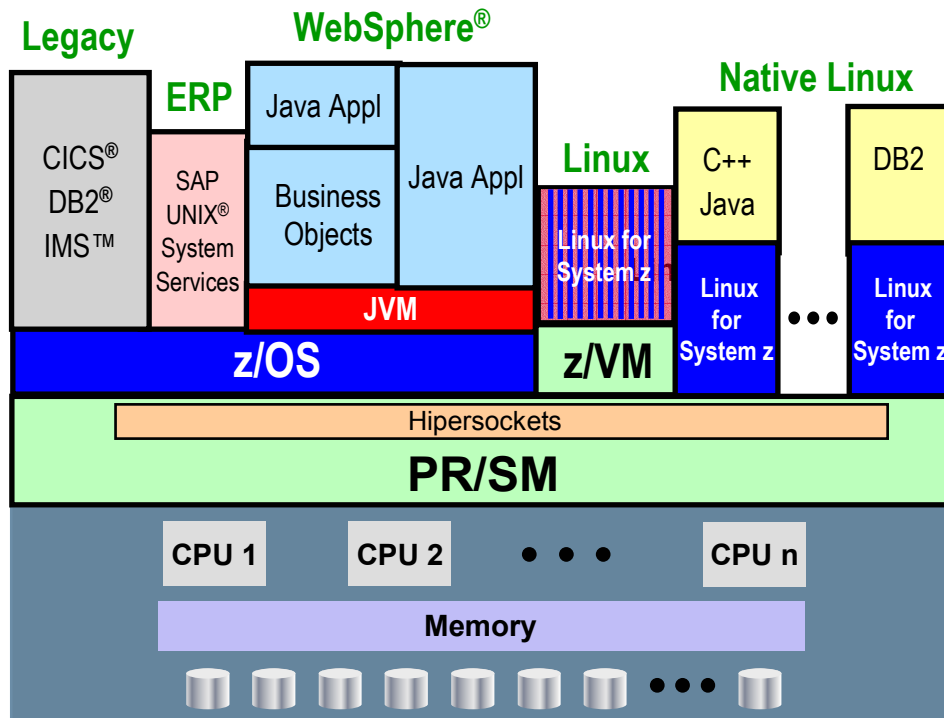 Legacy
ERP
WebSphere®
Linux
Native Linux
CICS®
DB2®
IMS™
SAP
UNIX®
System
Services
Java Appl
Business
Objects
Java Appl
JVM
Linux for
System z
C++
Java
DB2
Linux
for
System z
Linux
for
System z
z/OS
z/VM
Hipersockets
PR/SM
CPU 1
CPU 2
CPU n
Memory